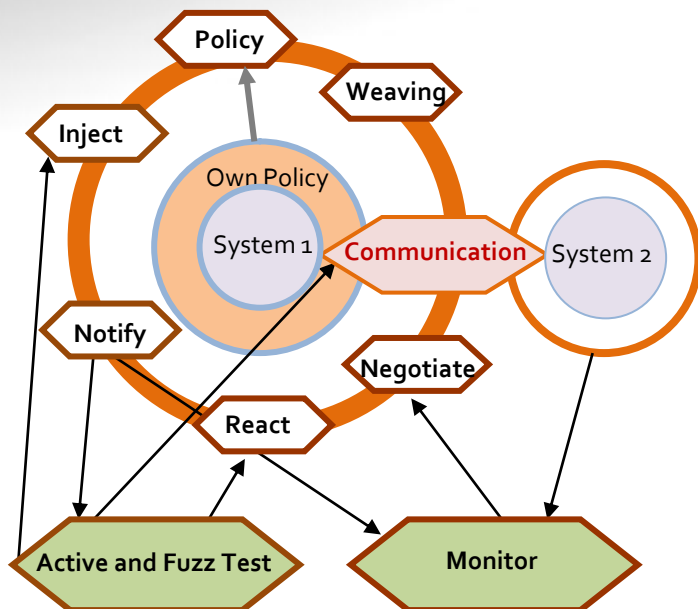 Policy
Weaving
Inject
Own Policy
System 1
Communication
System 2
Notify
Negotiate
React
Active and Fuzz Test
Monitor